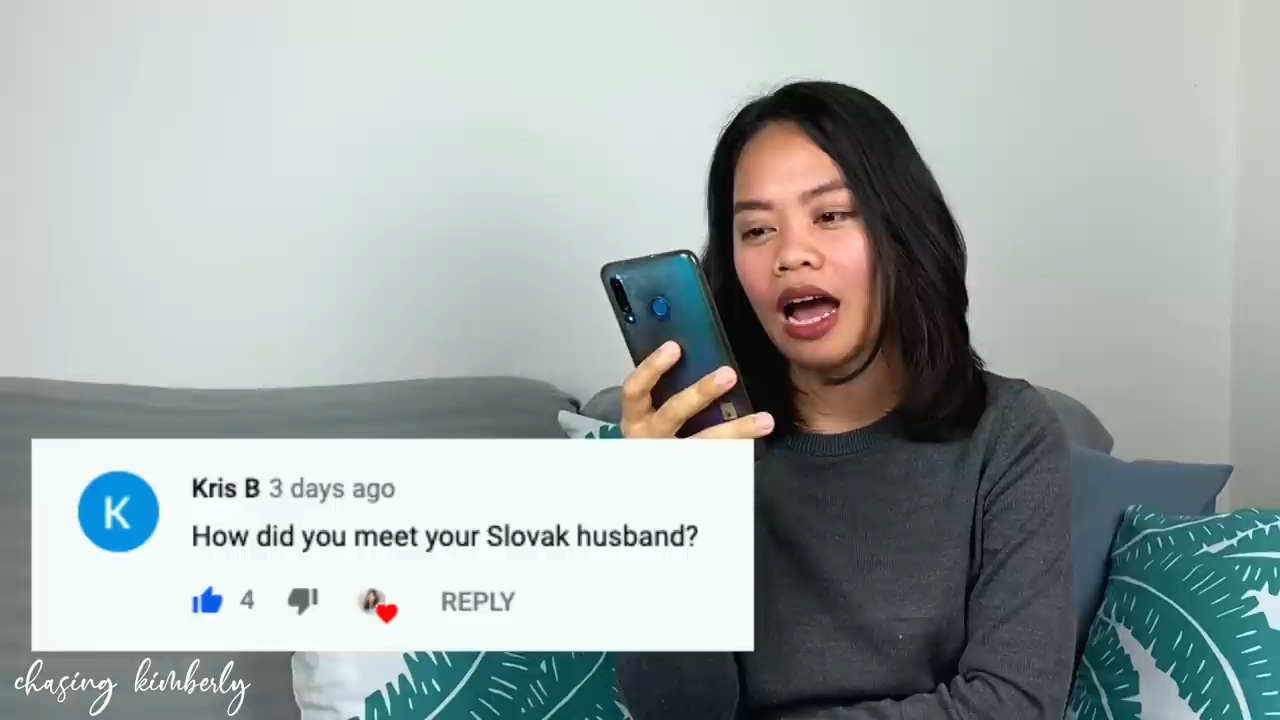 Kris B 3 days ago
How did you meet your Slovak husband?
4
REPLY
chasing kimberly